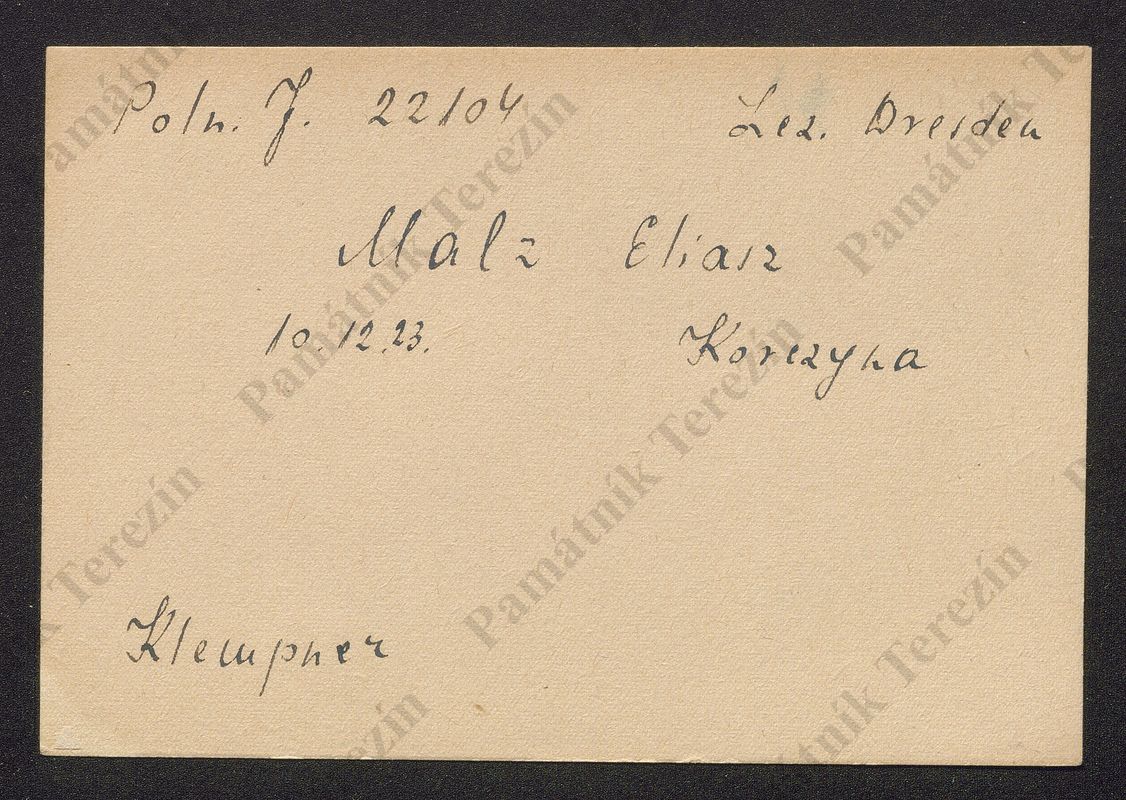 Poln. J. 22104 Lez. Dresden
Malz Eliasz
10.12.23. Korczyna
Klempner
Památník Terezín